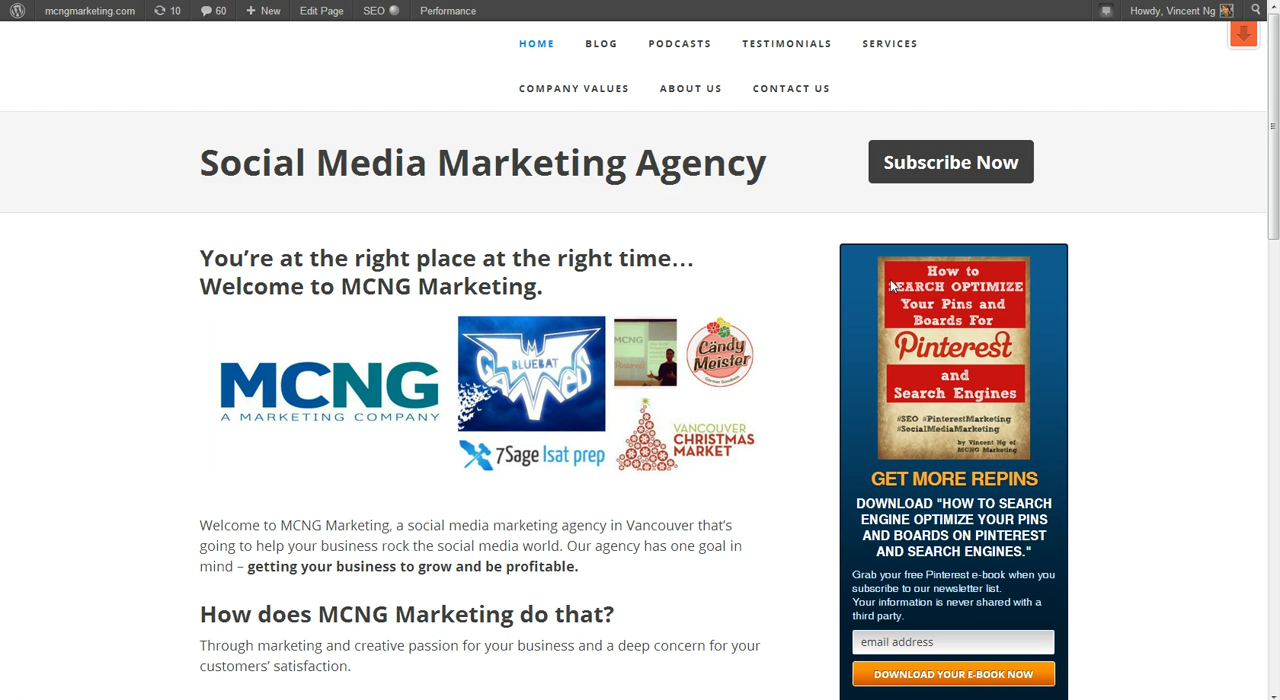 mcngmarketing.com 10 60 + New Edit Page SEO Performance Howdy, Vincent Ng
HOME BLOG PODCASTS TESTIMONIALS SERVICES
COMPANY VALUES ABOUT US CONTACT US
Social Media Marketing Agency
Subscribe Now
You’re at the right place at the right time…
Welcome to MCNG Marketing.
MCNG
A MARKETING COMPANY
BLUEBAT
GAMES
MCNG
Candy
Meister
7Sage lsat prep
VANCOUVER
CHRISTMAS
MARKET
Welcome to MCNG Marketing, a social media marketing agency in Vancouver that’s
going to help your business rock the social media world. Our agency has one goal in
mind – getting your business to grow and be profitable.
How does MCNG Marketing do that?
Through marketing and creative passion for your business and a deep concern for your
customers’ satisfaction.
How to
SEARCH OPTIMIZE
Your Pins and
Boards For
Pinterest
and
Search Engines
#SEO #PinterestMarketing
#SocialMediaMarketing
by Vincent Ng of
MCNG Marketing
GET MORE REPINS
DOWNLOAD "HOW TO SEARCH
ENGINE OPTIMIZE YOUR PINS
AND BOARDS ON PINTEREST
AND SEARCH ENGINES."
Grab your free Pinterest e-book when you
subscribe to our newsletter list.
Your information is never shared with a
third party.
email address
DOWNLOAD YOUR E-BOOK NOW